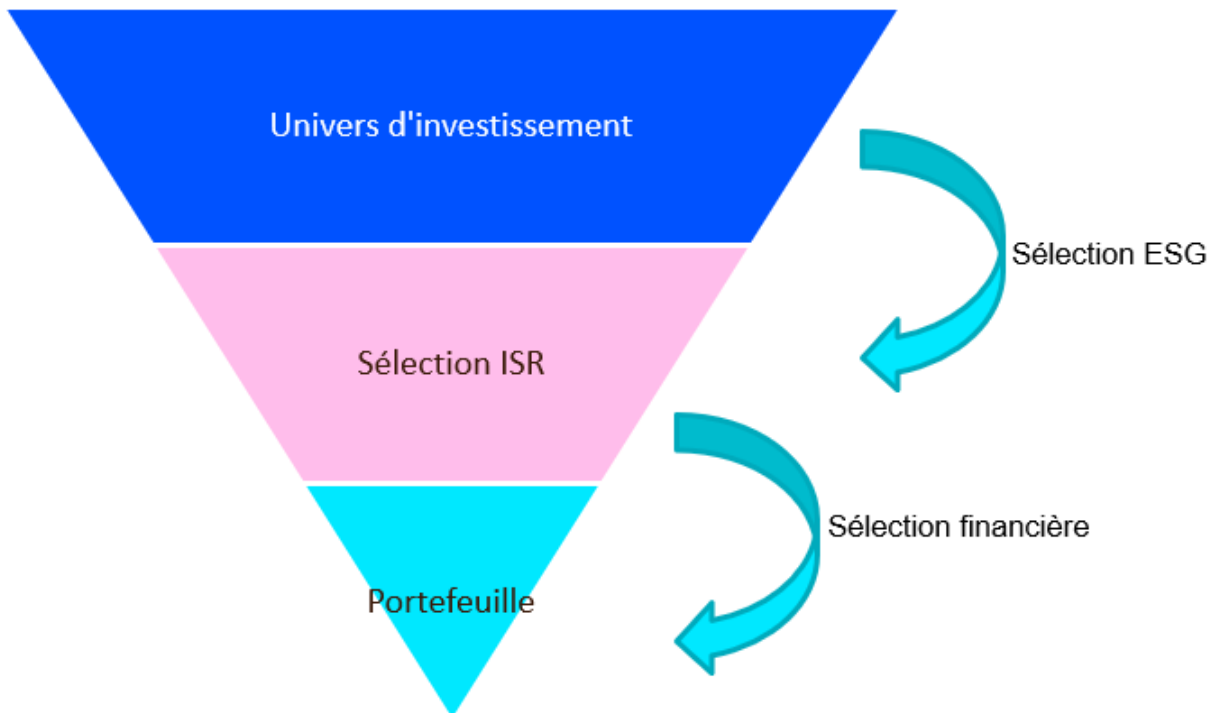 Univers d'investissement
Sélection ESG
Sélection ISR
Sélection financière
Portefeuille